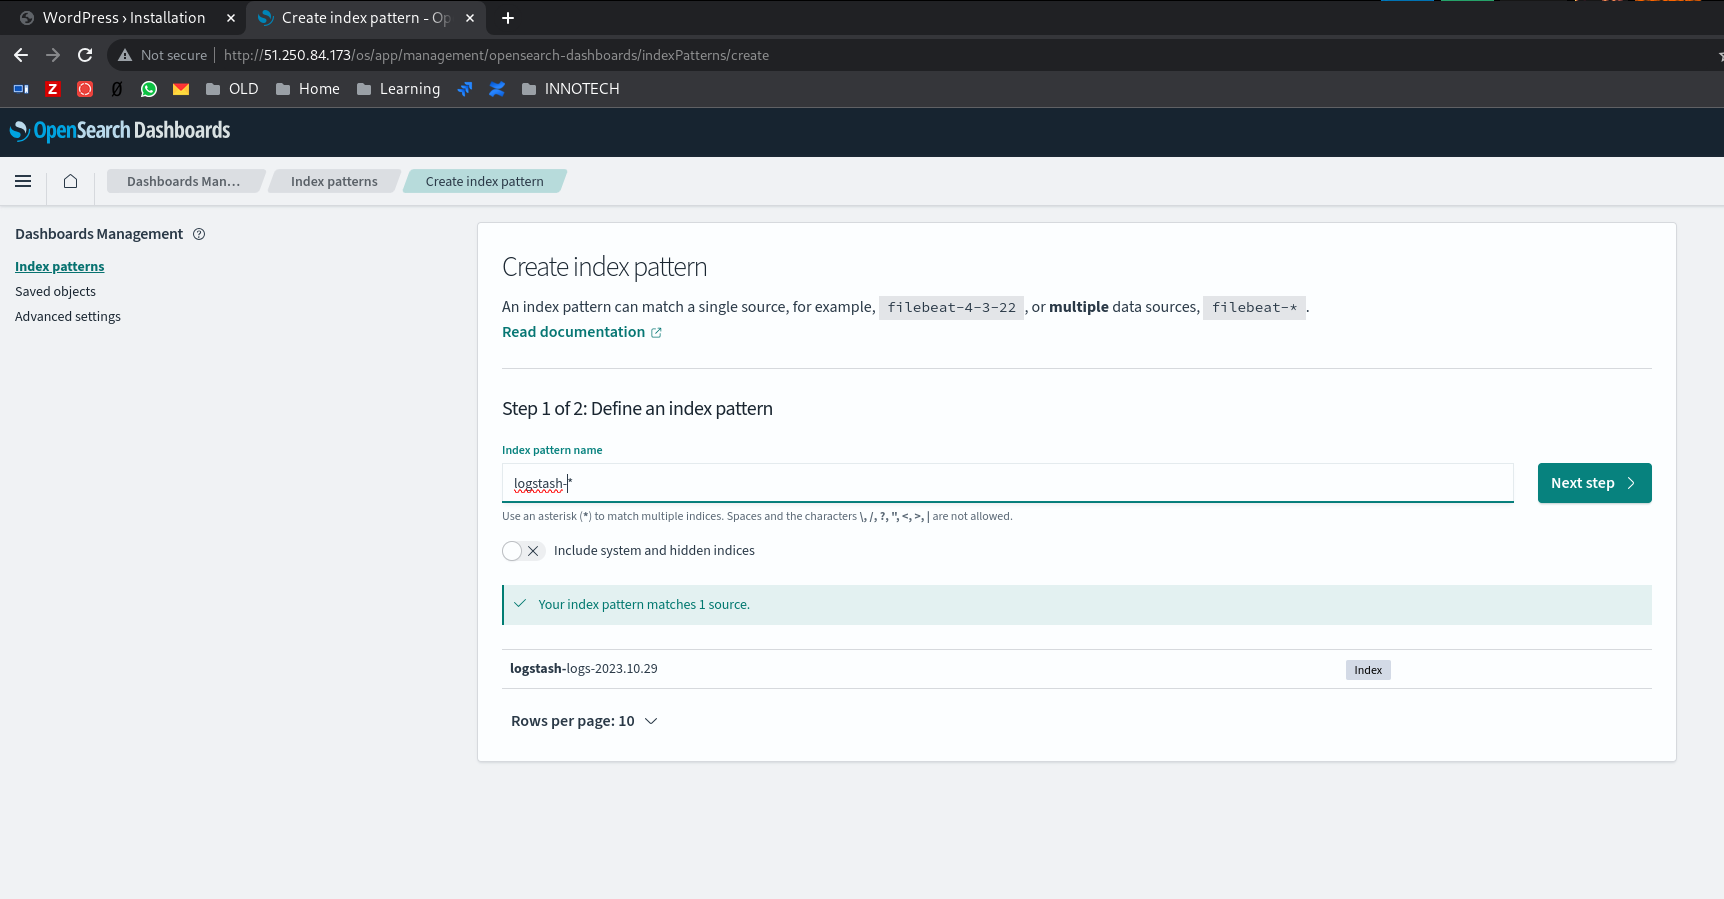 WordPress › Installation
Create index pattern - Op
Not secure
http://51.250.84.173/os/app/management/opensearch-dashboards/indexPatterns/create
Z
OLD
Home
Learning
INNOTECH
OpenSearch Dashboards
Dashboards Man...
Index patterns
Create index pattern
Dashboards Management
Index patterns
Saved objects
Advanced settings
Create index pattern
An index pattern can match a single source, for example, filebeat-4-3-22 , or multiple data sources, filebeat-* .
Read documentation
Step 1 of 2: Define an index pattern
Index pattern name
logstash-*
Next step
Use an asterisk (*) to match multiple indices. Spaces and the characters \, /, ?, ", <, >, | are not allowed.
Include system and hidden indices
Your index pattern matches 1 source.
logstash-logs-2023.10.29
Index
Rows per page: 10